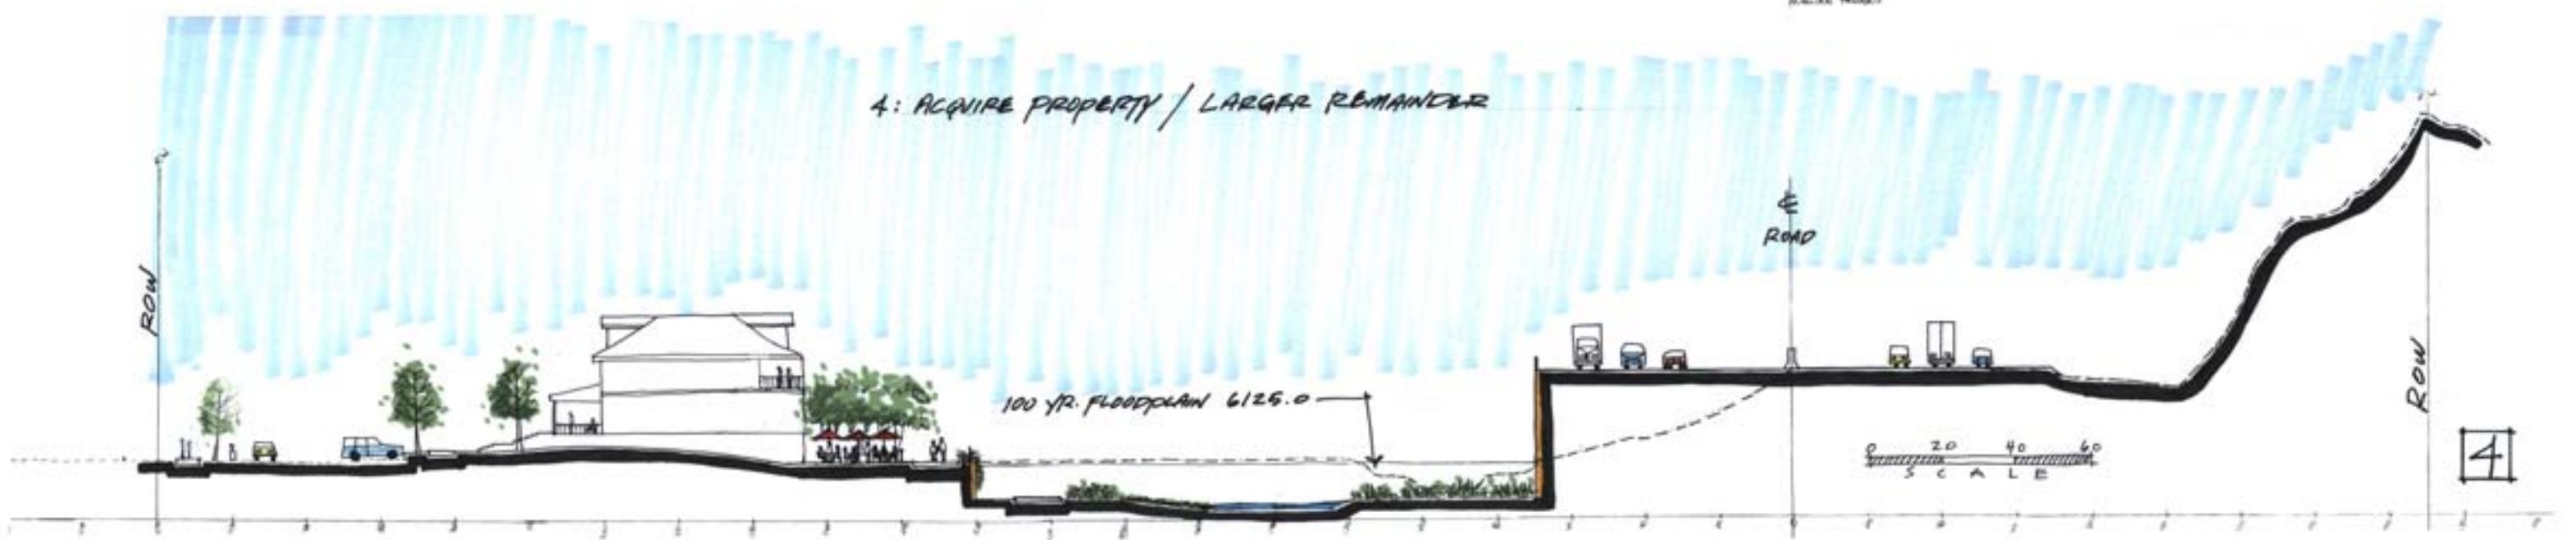 4: ACQUIRE PROPERTY / LARGER REMAINDER
ROW
℄
ROAD
100 YR. FLOODPLAIN 6125.0
ROW
0 20 40 60
SCALE
4